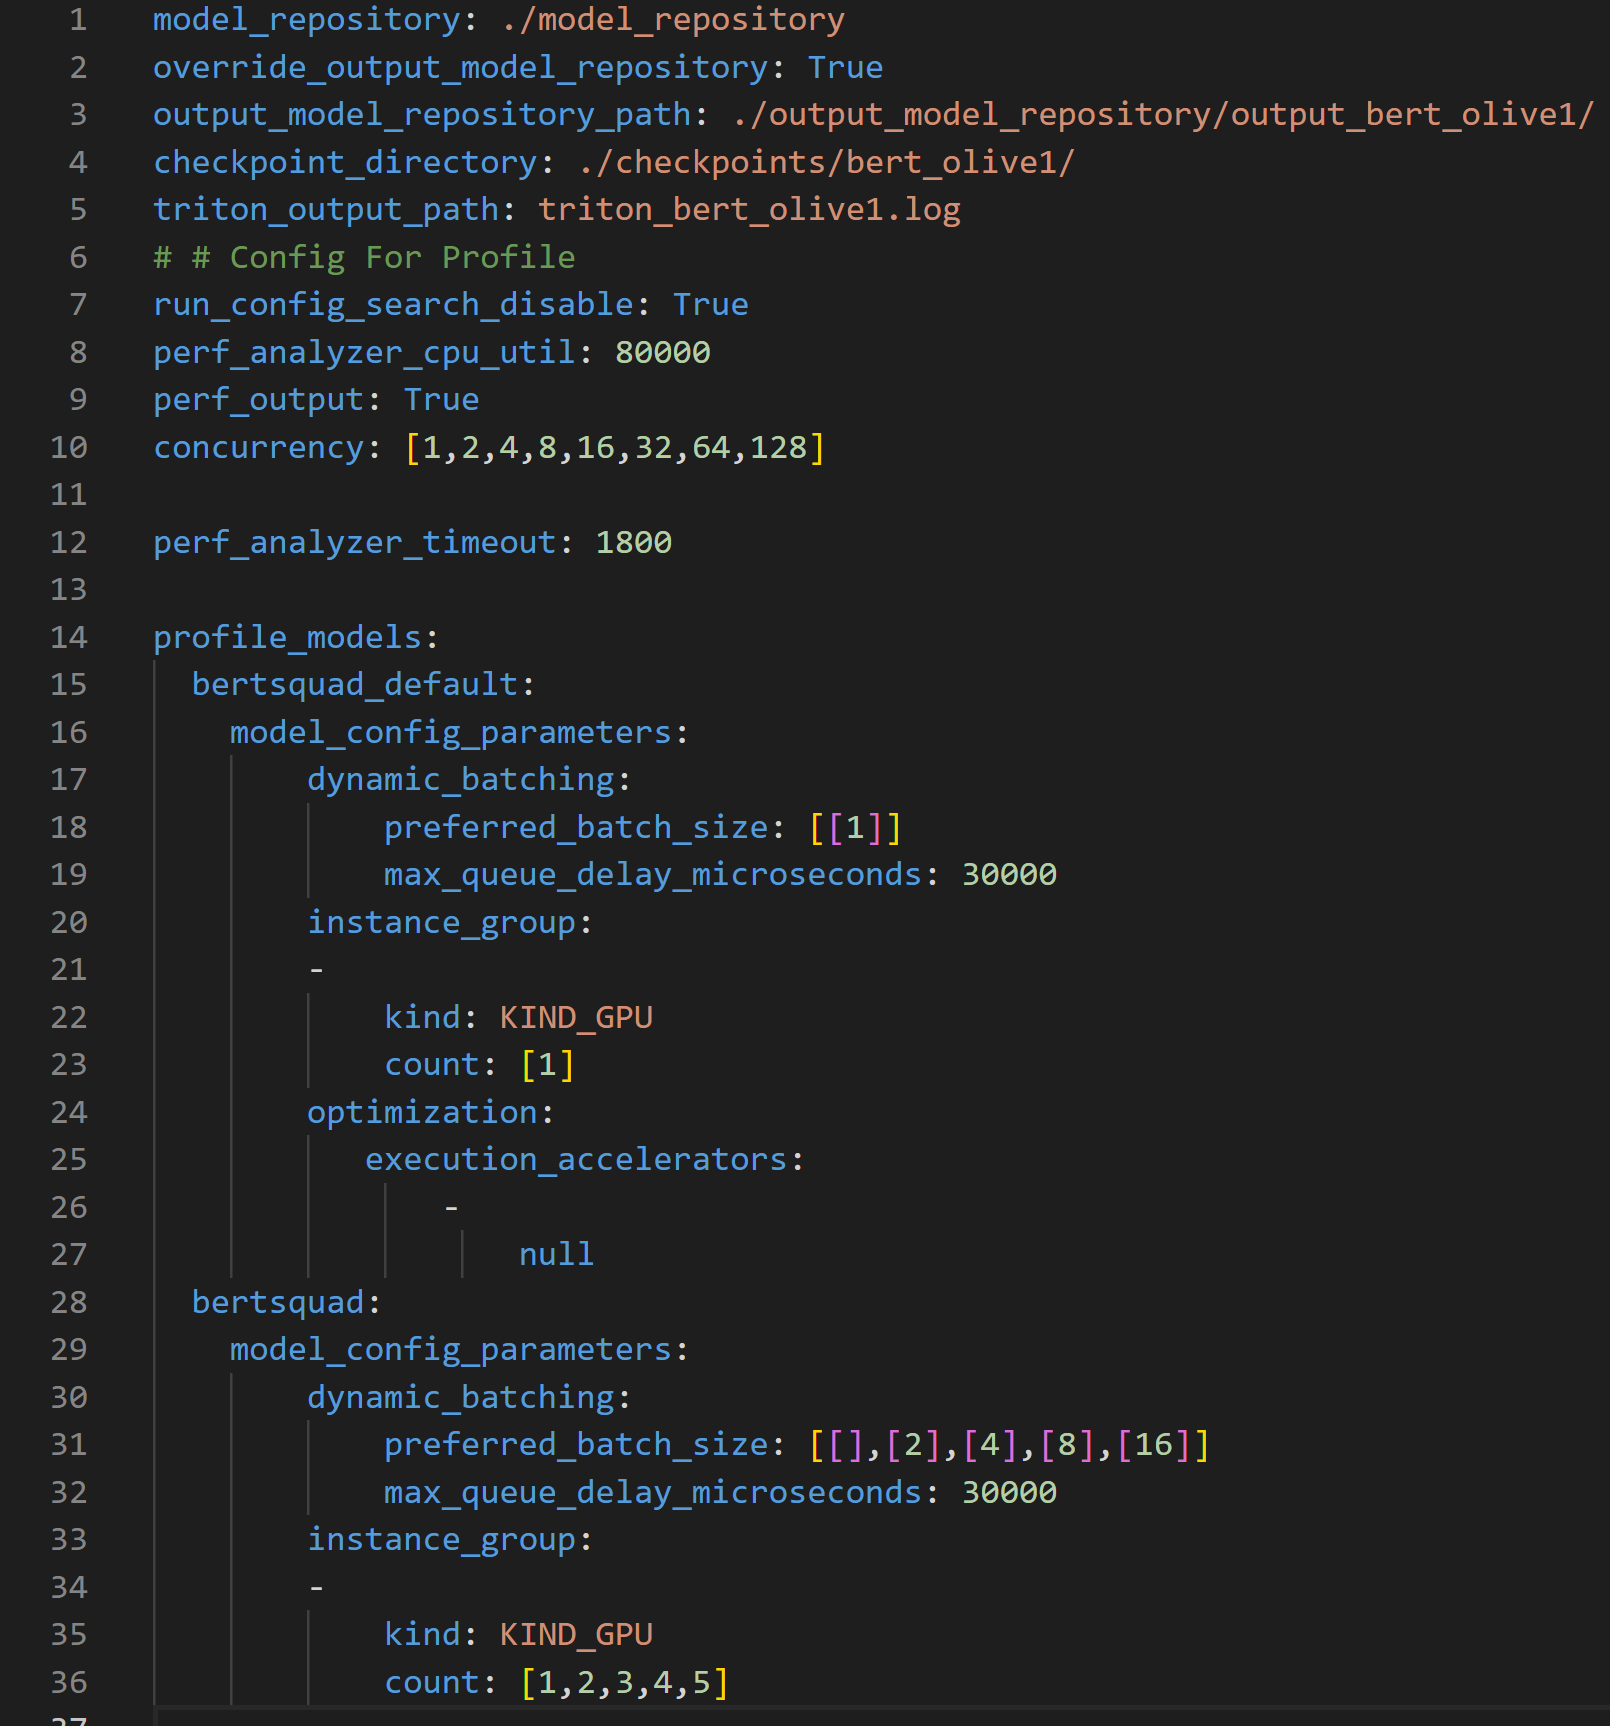 1 model_repository: ./model_repository
2 override_output_model_repository: True
3 output_model_repository_path: ./output_model_repository/output_bert_olive1/
4 checkpoint_directory: ./checkpoints/bert_olive1/
5 triton_output_path: triton_bert_olive1.log
6 # # Config For Profile
7 run_config_search_disable: True
8 perf_analyzer_cpu_util: 80000
9 perf_output: True
10 concurrency: [1,2,4,8,16,32,64,128]
11
12 perf_analyzer_timeout: 1800
13
14 profile_models:
15   bertsquad_default:
16     model_config_parameters:
17         dynamic_batching:
18             preferred_batch_size: [[1]]
19             max_queue_delay_microseconds: 30000
20         instance_group:
21         -
22             kind: KIND_GPU
23             count: [1]
24         optimization:
25            execution_accelerators:
26                -
27                    null
28   bertsquad:
29     model_config_parameters:
30         dynamic_batching:
31             preferred_batch_size: [[],[2],[4],[8],[16]]
32             max_queue_delay_microseconds: 30000
33         instance_group:
34         -
35             kind: KIND_GPU
36             count: [1,2,3,4,5]
37